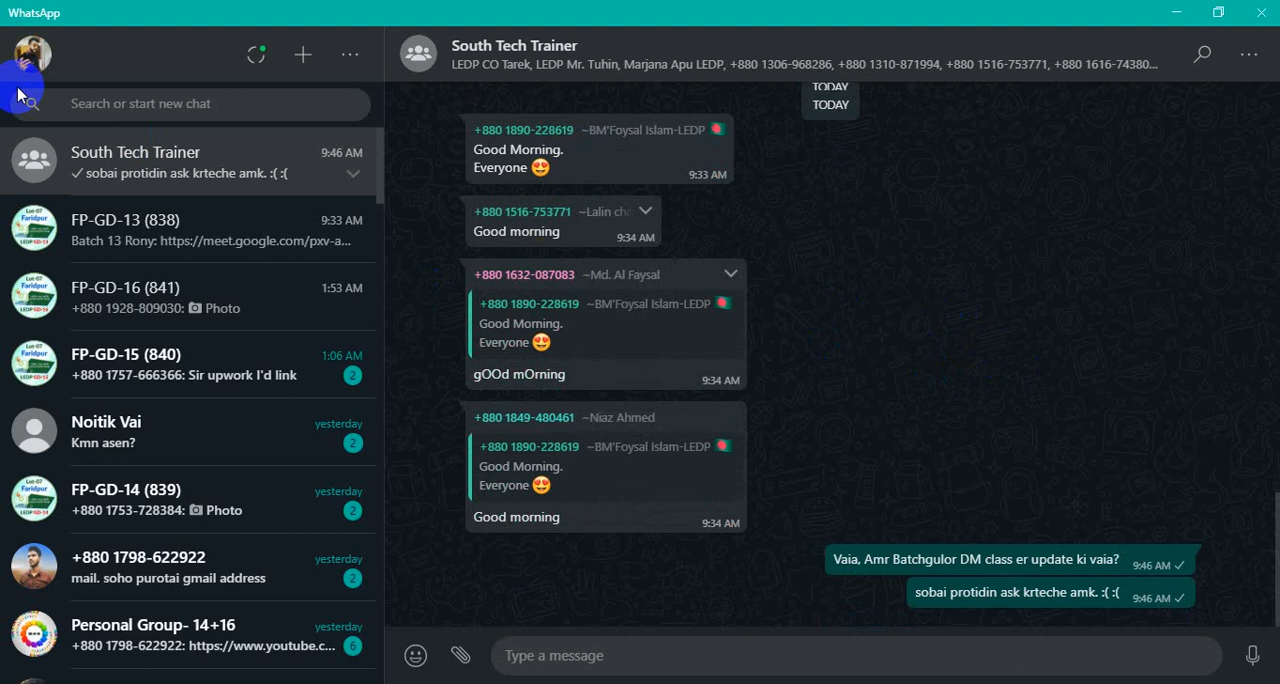 WhatsApp
Search or start new chat
South Tech Trainer
9:46 AM
sobai protidin ask krteche amk. :( :(
FP-GD-13 (838)
9:33 AM
Batch 13 Rony: https://meet.google.com/pxv-a...
FP-GD-16 (841)
1:53 AM
+880 1928-809030: Photo
FP-GD-15 (840)
1:06 AM
+880 1757-666366: Sir upwork I'd link
2
Noitik Vai
yesterday
Kmn asen?
2
FP-GD-14 (839)
yesterday
+880 1753-728384: Photo
2
+880 1798-622922
yesterday
mail. soho purotai gmail address
2
Personal Group- 14+16
yesterday
+880 1798-622922: https://www.youtube.c...
6
South Tech Trainer
LEDP CO Tarek, LEDP Mr. Tuhin, Marjana Apu LEDP, +880 1306-968286, +880 1310-871994, +880 1516-753771, +880 1616-74380...
TODAY
TODAY
+880 1890-228619 ~BM'Foysal Islam-LEDP
Good Morning.
Everyone 😍
9:33 AM
+880 1516-753771 ~Lalin
Good morning
9:34 AM
+880 1632-087083 ~Md. Al Faysal
+880 1890-228619 ~BM'Foysal Islam-LEDP
Good Morning.
Everyone 😍
gOOd mOrning
9:34 AM
+880 1849-480461 ~Niaz Ahmed
+880 1890-228619 ~BM'Foysal Islam-LEDP
Good Morning.
Everyone 😍
Good morning
9:34 AM
Vaia, Amr Batchgulor DM class er update ki vaia?
9:46 AM
sobai protidin ask krteche amk. :( :(
9:46 AM
Type a message